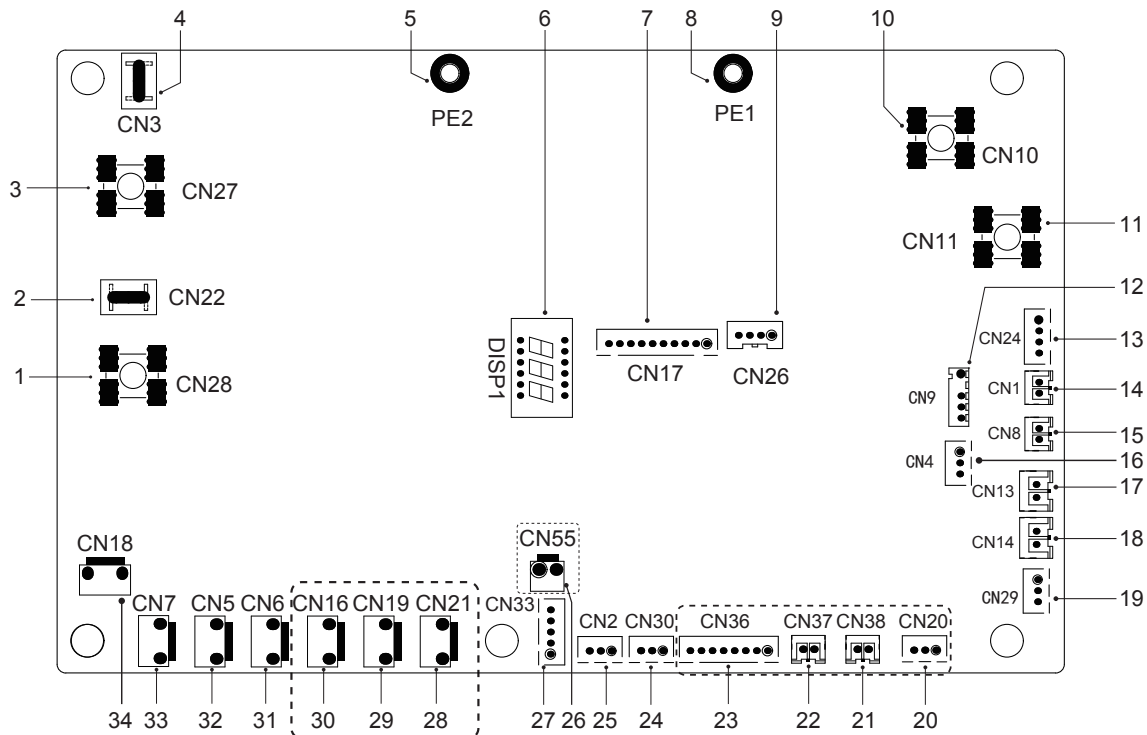 4 5 6 7 8 9 10
CN3 PE2 PE1
CN10
3 CN27
CN11 11
2 CN22 12
CN24 13
DISP1 CN17 CN26
1 CN28 CN9 CN1 14
CN8 15
CN4 16
CN13 17
CN18 CN55 CN14 18
CN7 CN5 CN6 CN16 CN19 CN21 CN33 CN29 19
CN2 CN30 CN36 CN37 CN38 CN20
34 33 32 31 30 29 28 27 26 25 24 23 22 21 20